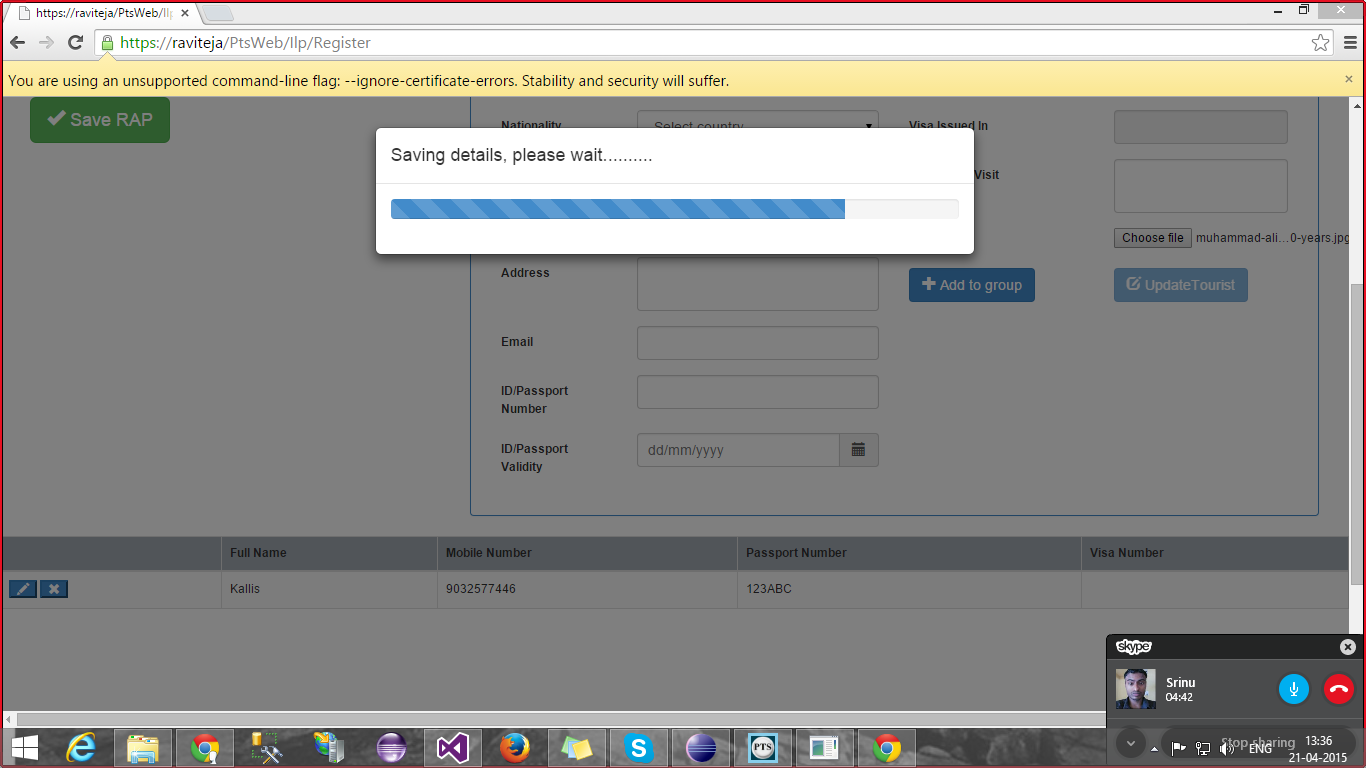 https://raviteja/PtsWeb/Ilp
https://raviteja/PtsWeb/Ilp/Register
You are using an unsupported command-line flag: --ignore-certificate-errors. Stability and security will suffer.
Save RAP
Nationality
Select country
Visa Issued In
Saving details, please wait..........
Visit
Choose file muhammad-ali...0-years.jpg
Address
Add to group
UpdateTourist
Email
ID/Passport
Number
ID/Passport
Validity
dd/mm/yyyy
Full Name Mobile Number Passport Number Visa Number
Kallis 9032577446 123ABC
skype
Srinu
04:42
PTS
Stop sharing
ENG
13:36
21-04-2015